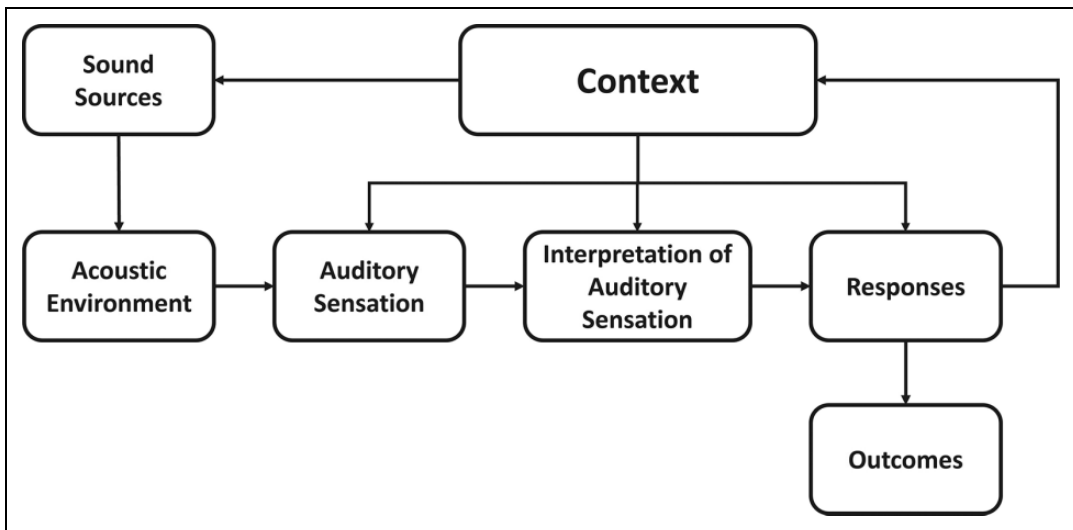 Sound
Sources
Context
Acoustic
Environment
Auditory
Sensation
Interpretation of
Auditory
Sensation
Responses
Outcomes